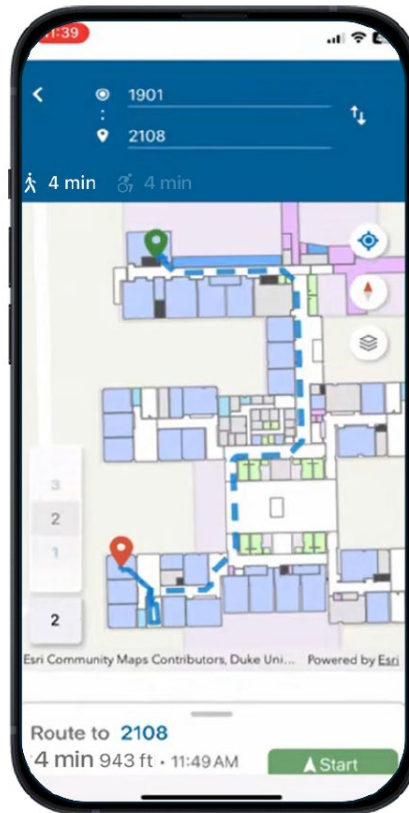 11:39
1901
2108
4 min 4 min
3
2
1
2
Esri Community Maps Contributors, Duke Uni... Powered by Esri
Route to 2108
4 min 943 ft • 11:49 AM
Start